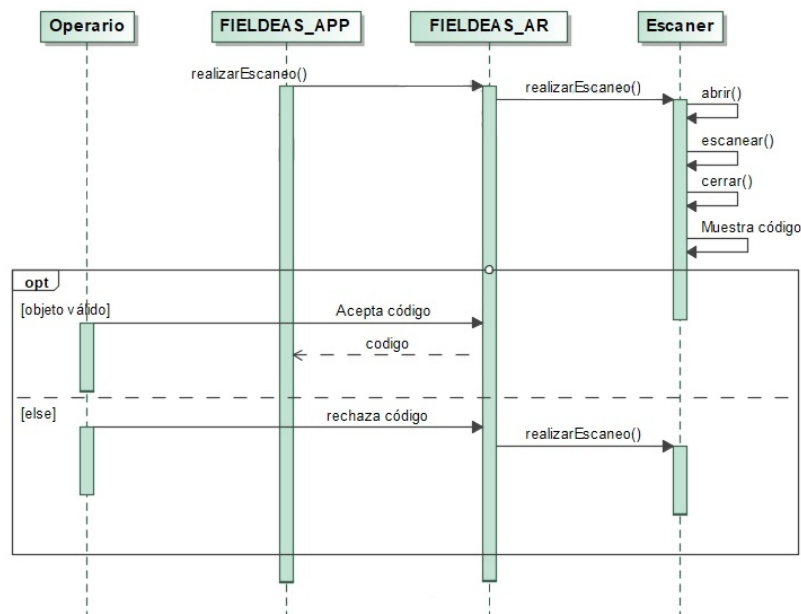 Operario
FIELDEAS_APP
FIELDEAS_AR
Escaner
realizarEscaneo()
realizarEscaneo()
abrir()
escanear()
cerrar()
Muestra código
opt
[objeto válido]
Acepta código
codigo
[else]
rechaza código
realizarEscaneo()